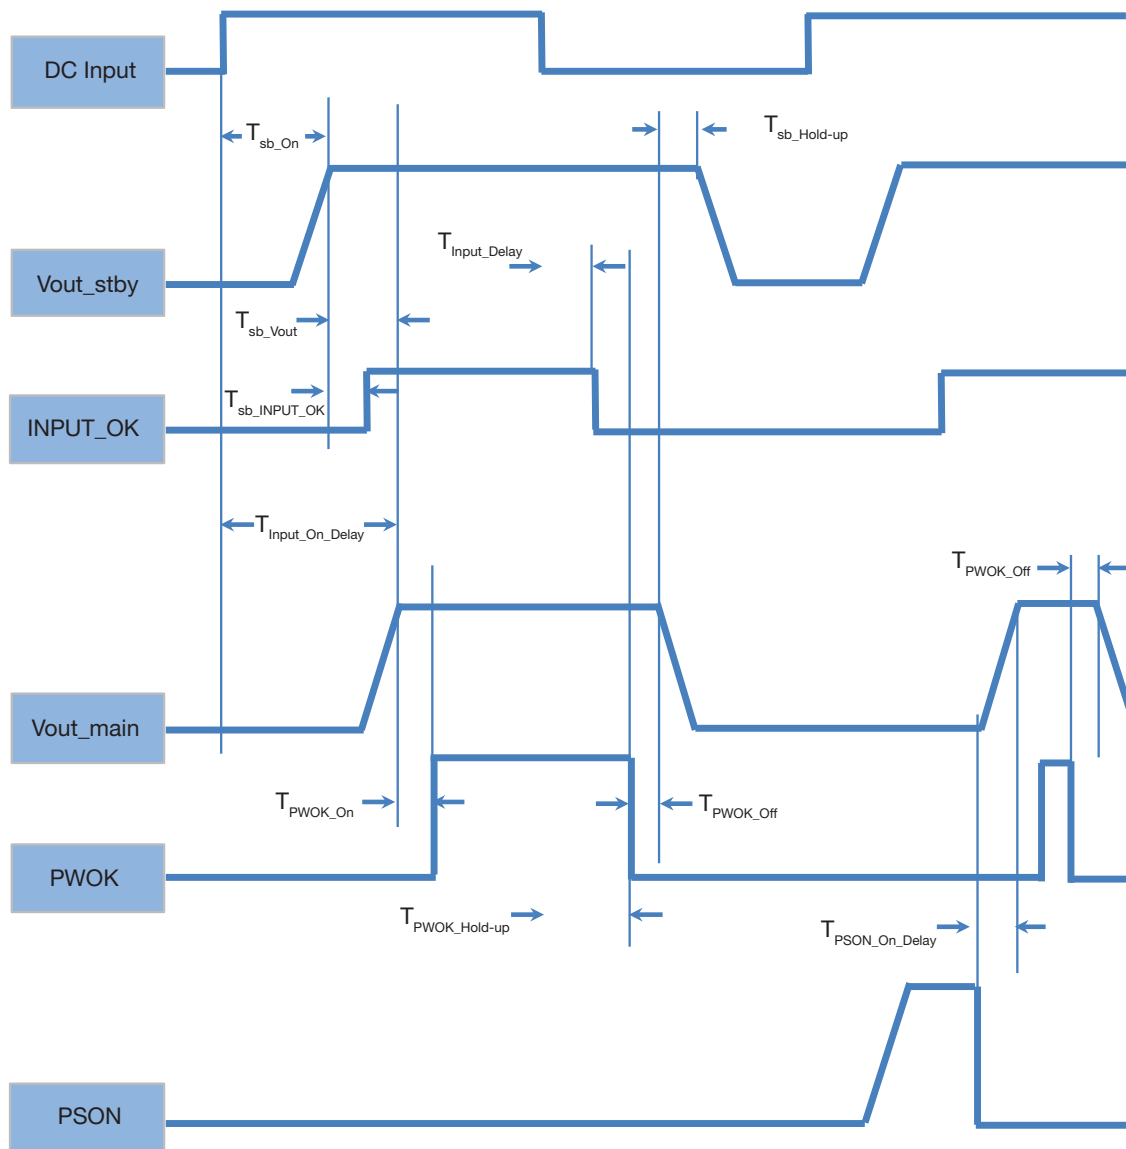 DC Input
T_sb_On
T_sb_Hold-up
T_Input_Delay
Vout_stby
T_sb_Vout
T_sb_INPUT_OK
INPUT_OK
T_Input_On_Delay
T_PWOK_Off
Vout_main
T_PWOK_On
T_PWOK_Off
PWOK
T_PWOK_Hold-up
T_PSON_On_Delay
PSON